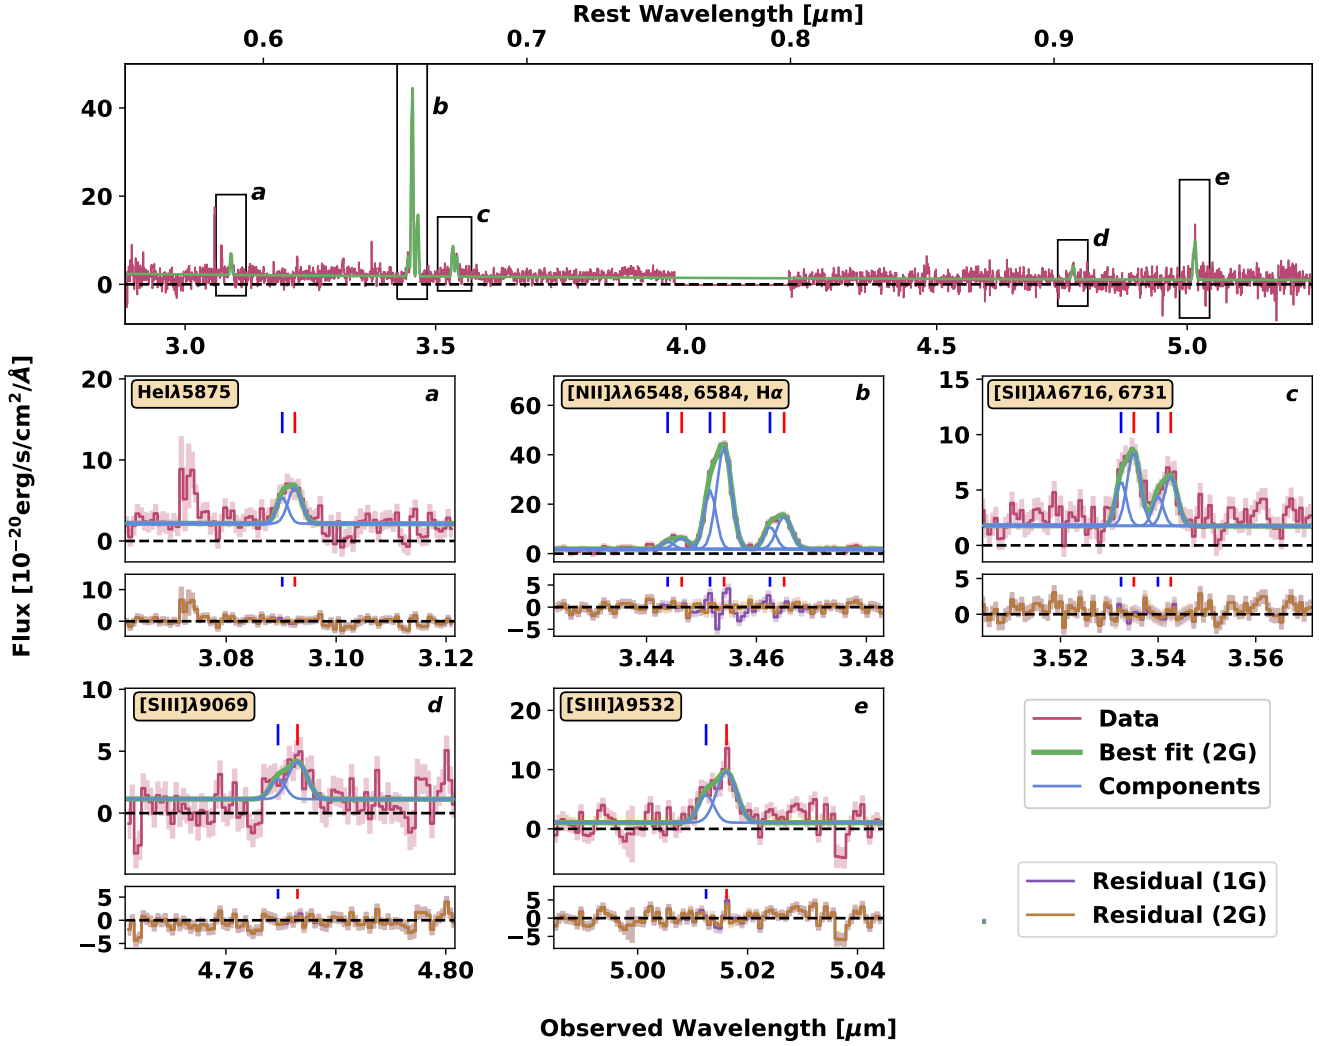 Rest Wavelength [μm]
0.6 0.7 0.8 0.9
40
20
0
a
b
c
d
e
3.0 3.5 4.0 4.5 5.0
Flux [10⁻²⁰erg/s/cm²/Å]
HeIλ5875 a
20
10
0
10
0
3.08 3.10 3.12
[NII]λλ6548, 6584, Hα b
60
40
20
0
5
0
−5
3.44 3.46 3.48
[SII]λλ6716, 6731 c
15
10
5
0
5
0
3.52 3.54 3.56
[SIII]λ9069 d
10
5
0
5
0
−5
4.76 4.78 4.80
[SIII]λ9532 e
20
10
0
5
0
−5
5.00 5.02 5.04
Data
Best fit (2G)
Components
Residual (1G)
Residual (2G)
Observed Wavelength [μm]